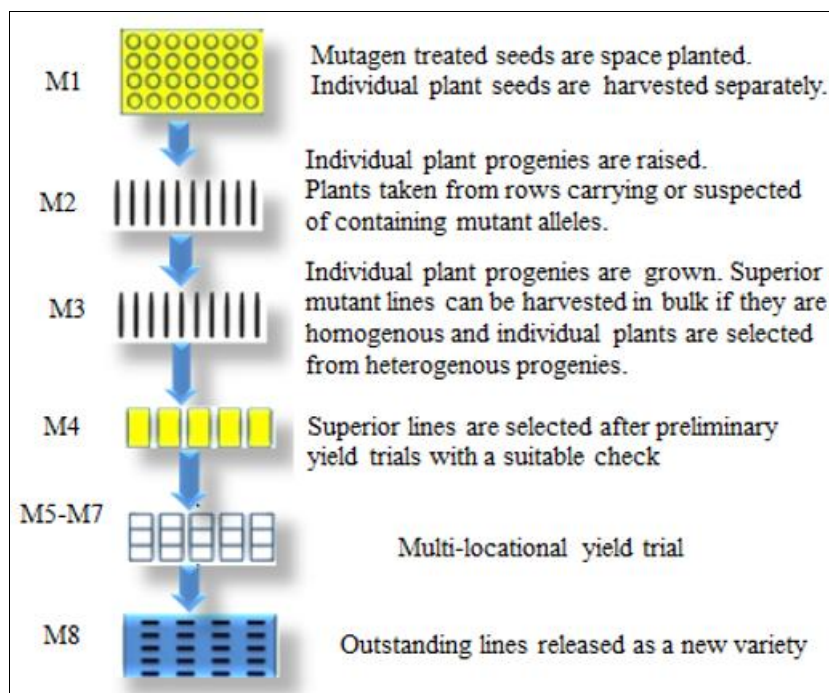 M1
Mutagen treated seeds are space planted.
Individual plant seeds are harvested separately.
M2
Individual plant progenies are raised.
Plants taken from rows carrying or suspected
of containing mutant alleles.
M3
Individual plant progenies are grown. Superior
mutant lines can be harvested in bulk if they are
homogenous and individual plants are selected
from heterogenous progenies.
M4
Superior lines are selected after preliminary
yield trials with a suitable check
M5-M7
Multi-locational yield trial
M8
Outstanding lines released as a new variety